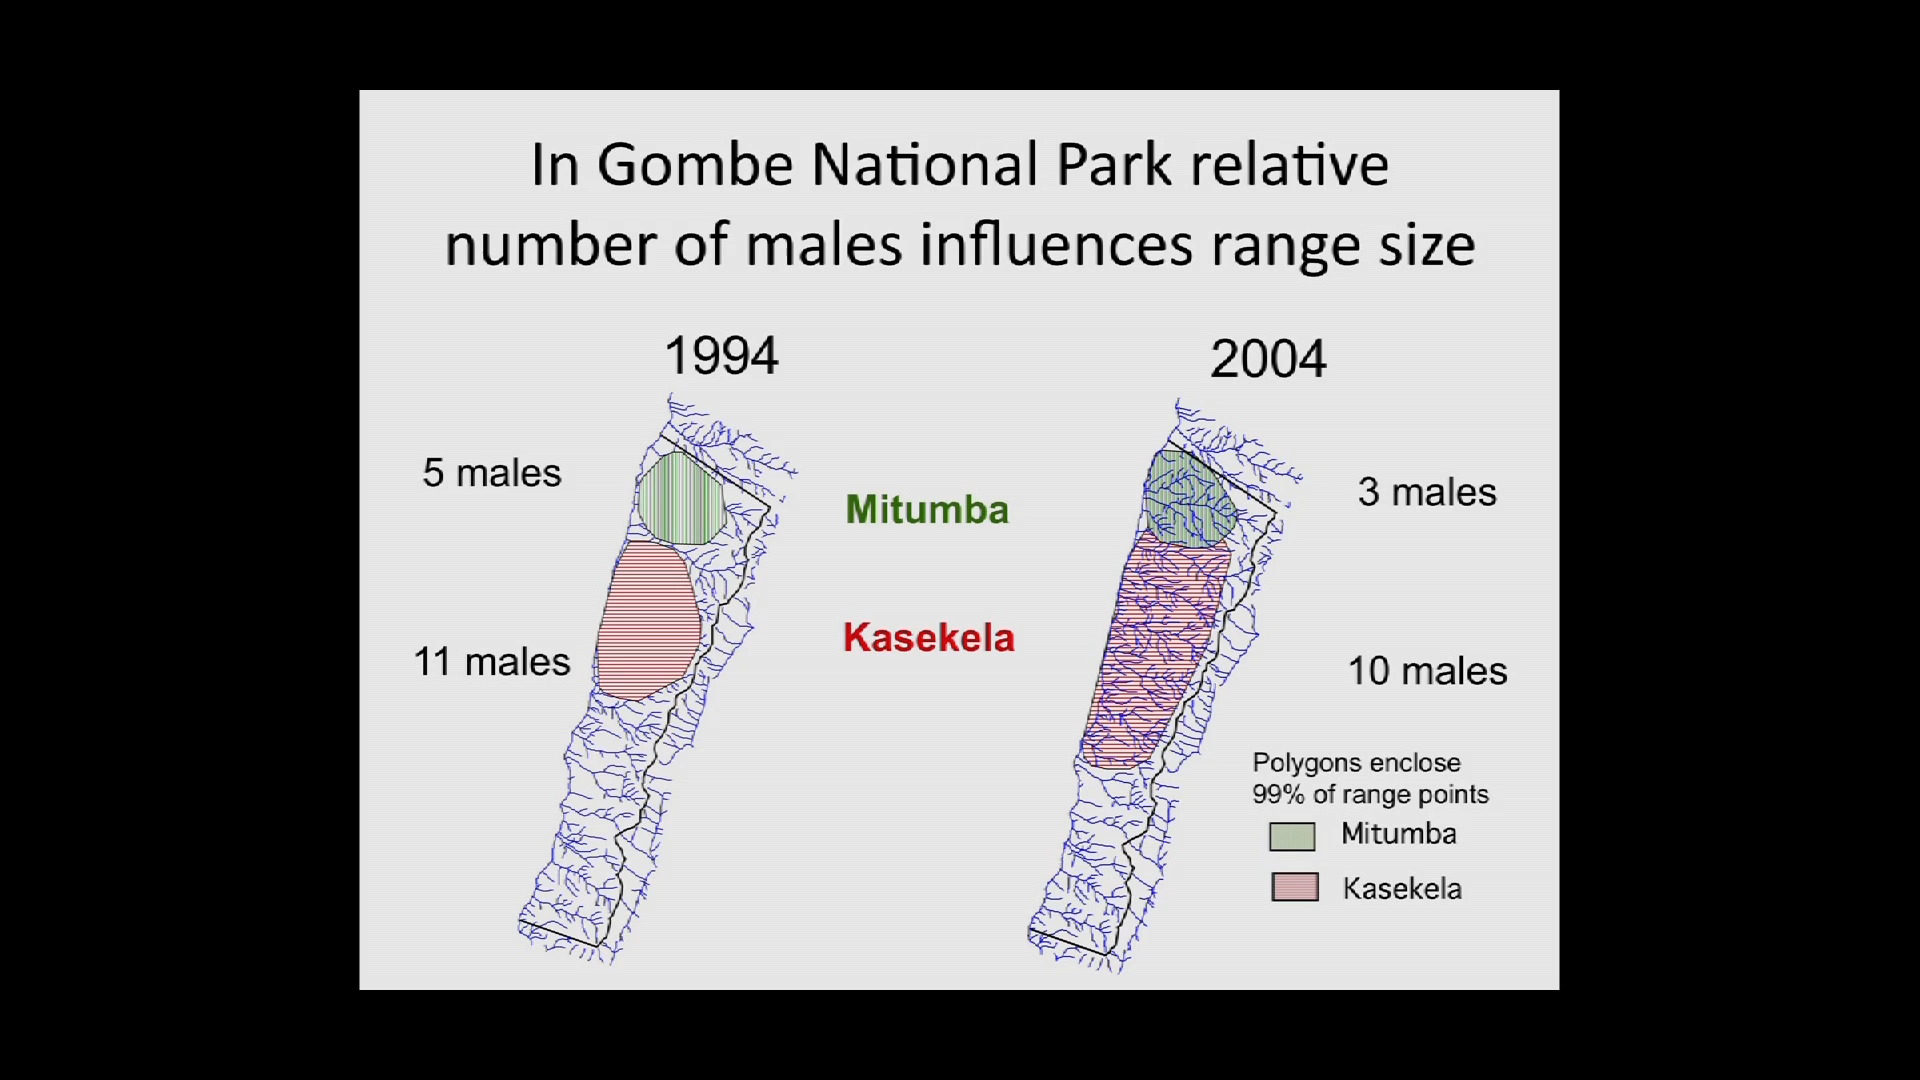 In Gombe National Park relative
number of males influences range size
1994
2004
5 males
Mitumba
3 males
11 males
Kasekela
10 males
Polygons enclose
99% of range points
Mitumba
Kasekela